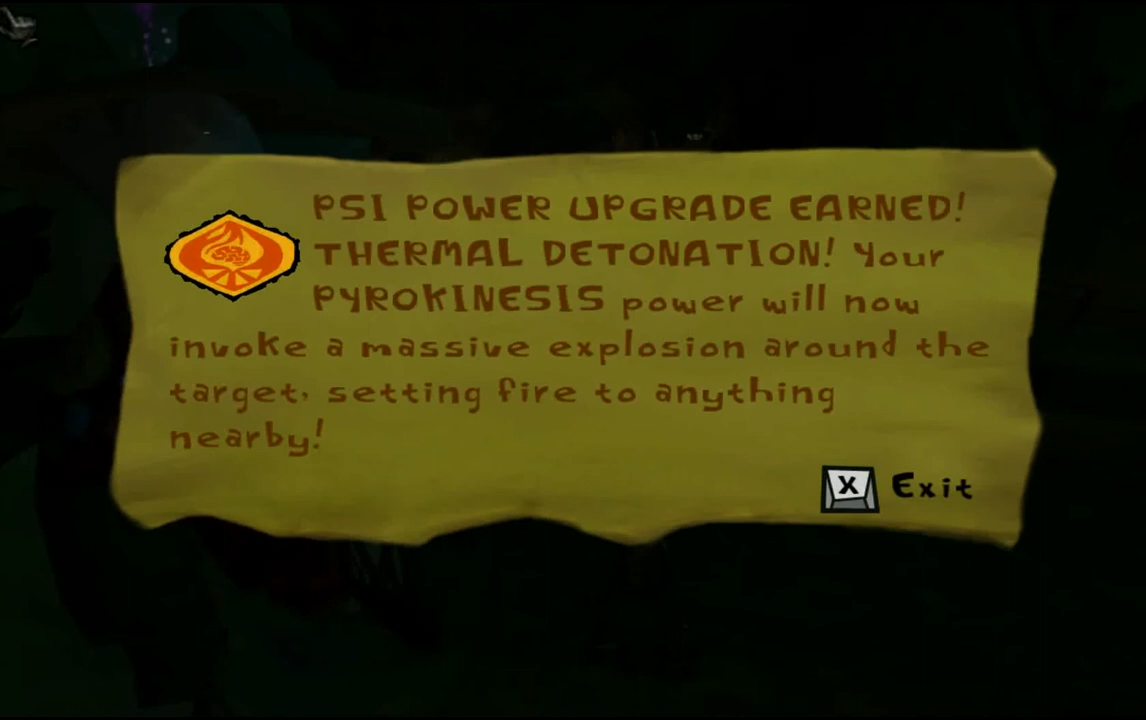 PSI POWER UPGRADE EARNED!
THERMAL DETONATION! Your
PYROKINESIS power will now
invoke a massive explosion around the
target, setting fire to anything
nearby!
X Exit